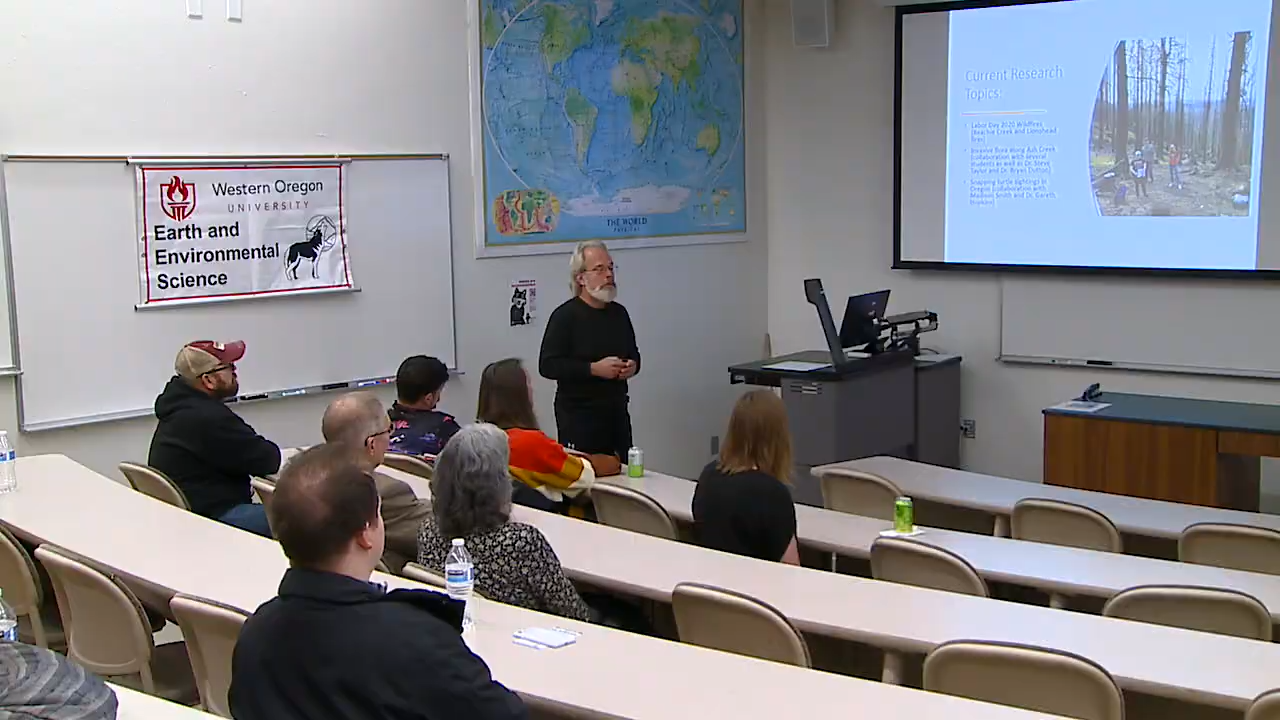 Western Oregon
UNIVERSITY
Earth and
Environmental
Science
THE WORLD
Current Research
Topics:
Labor Day 2020 Wildfires
(Beachie Creek and Lionshead
fires)
Invasive flora along Ash Creek
(collaboration with several
students as well as Dr. Steve
Taylor and Dr. Bryan Dutton)
Snapping turtle sightings in
Oregon (collaboration with
Madison Smith and Dr. Gareth
Hopkins)